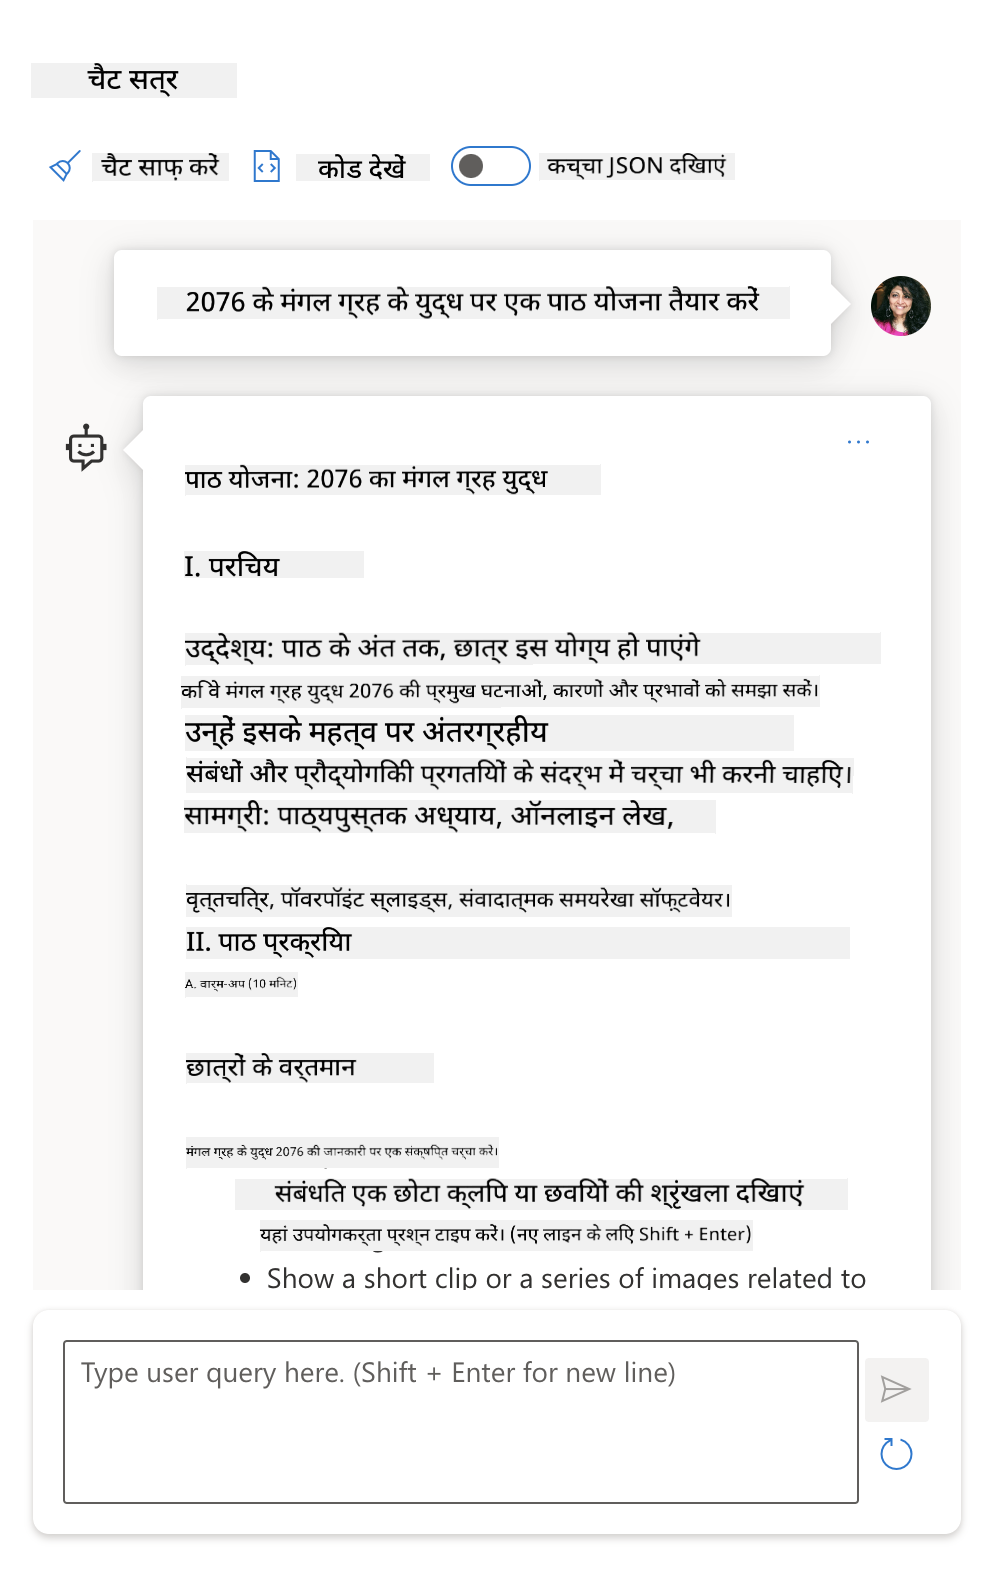 चैट सत्र
चैट साफ़ करें
कोड देखें
कच्चा JSON दिखाएं
2076 के मंगल ग्रह के युद्ध पर एक पाठ योजना तैयार करें
पाठ योजना: 2076 का मंगल ग्रह युद्ध
I. परिचय
उद्देश्य: पाठ के अंत तक, छात्र इस योग्य हो पाएंगे
कि वे मंगल ग्रह युद्ध 2076 की प्रमुख घटनाओं, कारणों और प्रभावों को समझा सकें।
उन्हें इसके महत्व पर अंतरग्रहीय
संबंधों और प्रौद्योगिकी प्रगतियों के संदर्भ में चर्चा भी करनी चाहिए।
सामग्री: पाठ्यपुस्तक अध्याय, ऑनलाइन लेख,
वृत्तचित्र, पॉवरपॉइंट स्लाइड्स, संवादात्मक समयरेखा सॉफ़्टवेयर।
II. पाठ प्रक्रिया
A. वार्म-अप (10 मिनट)
छात्रों के वर्तमान
मंगल ग्रह के युद्ध 2076 की जानकारी पर एक संक्षिप्त चर्चा करें।
संबंधित एक छोटा क्लिप या छवियों की श्रृंखला दिखाएं
यहां उपयोगकर्ता प्रश्न टाइप करें। (नए लाइन के लिए Shift + Enter)
• Show a short clip or a series of images related to
Type user query here. (Shift + Enter for new line)